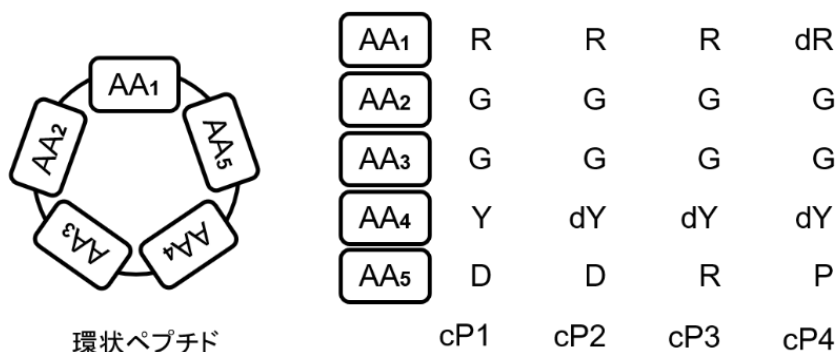 AA1
AA2
AA3
AA4
AA5
環状ペプチド
AA1 R R R dR
AA2 G G G G
AA3 G G G G
AA4 Y dY dY dY
AA5 D D R P
cP1 cP2 cP3 cP4